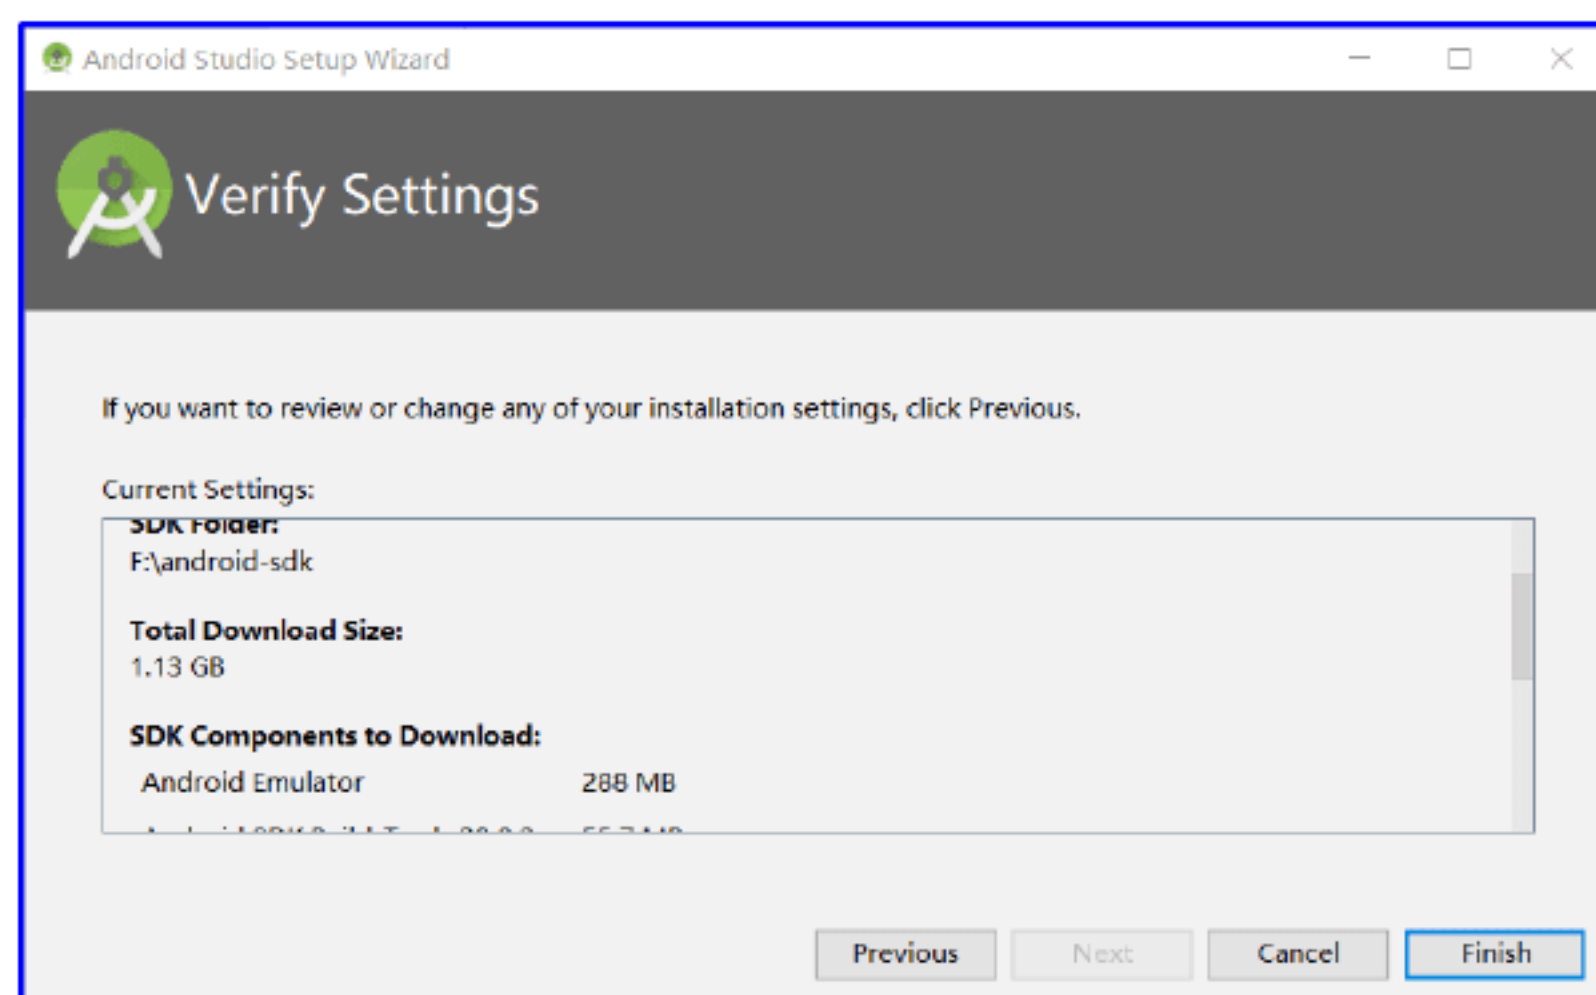 Android Studio Setup Wizard
Verify Settings
If you want to review or change any of your installation settings, click Previous.
Current Settings:
SDK Folder:
F:\android-sdk
Total Download Size:
1.13 GB
SDK Components to Download:
Android Emulator 288 MB
Previous Next Cancel Finish